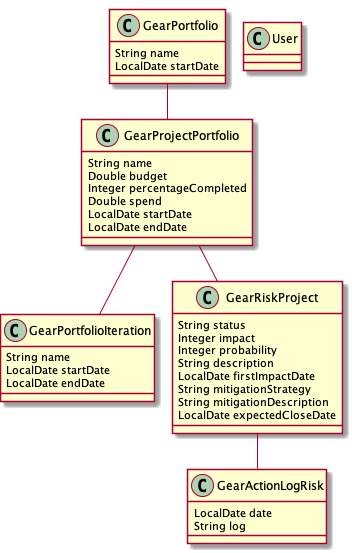 C GearPortfolio
String name
LocalDate startDate
C User
C GearProjectPortfolio
String name
Double budget
Integer percentageCompleted
Double spend
LocalDate startDate
LocalDate endDate
C GearPortfolioIteration
String name
LocalDate startDate
LocalDate endDate
C GearRiskProject
String status
Integer impact
Integer probability
String description
LocalDate firstImpactDate
String mitigationStrategy
String mitigationDescription
LocalDate expectedCloseDate
C GearActionLogRisk
LocalDate date
String log